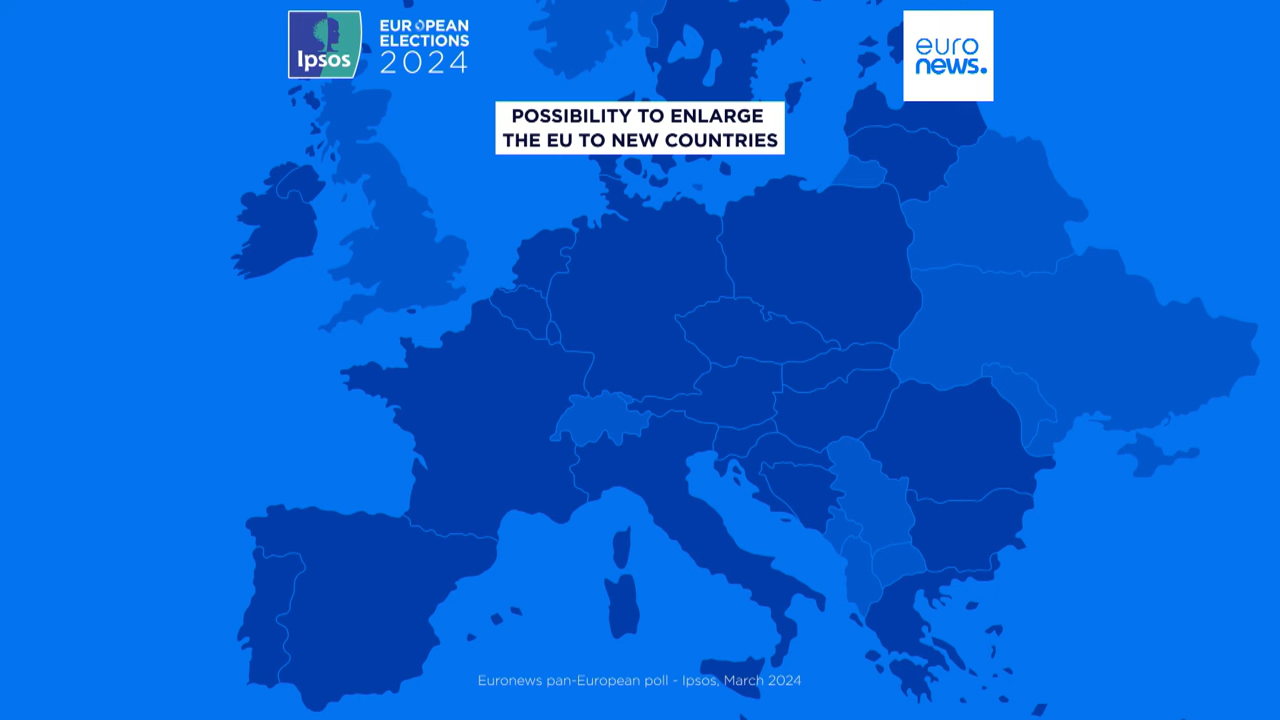 Ipsos
EUROPEAN
ELECTIONS
2024
euro
news.
POSSIBILITY TO ENLARGE
THE EU TO NEW COUNTRIES
Euronews pan-European poll - Ipsos, March 2024